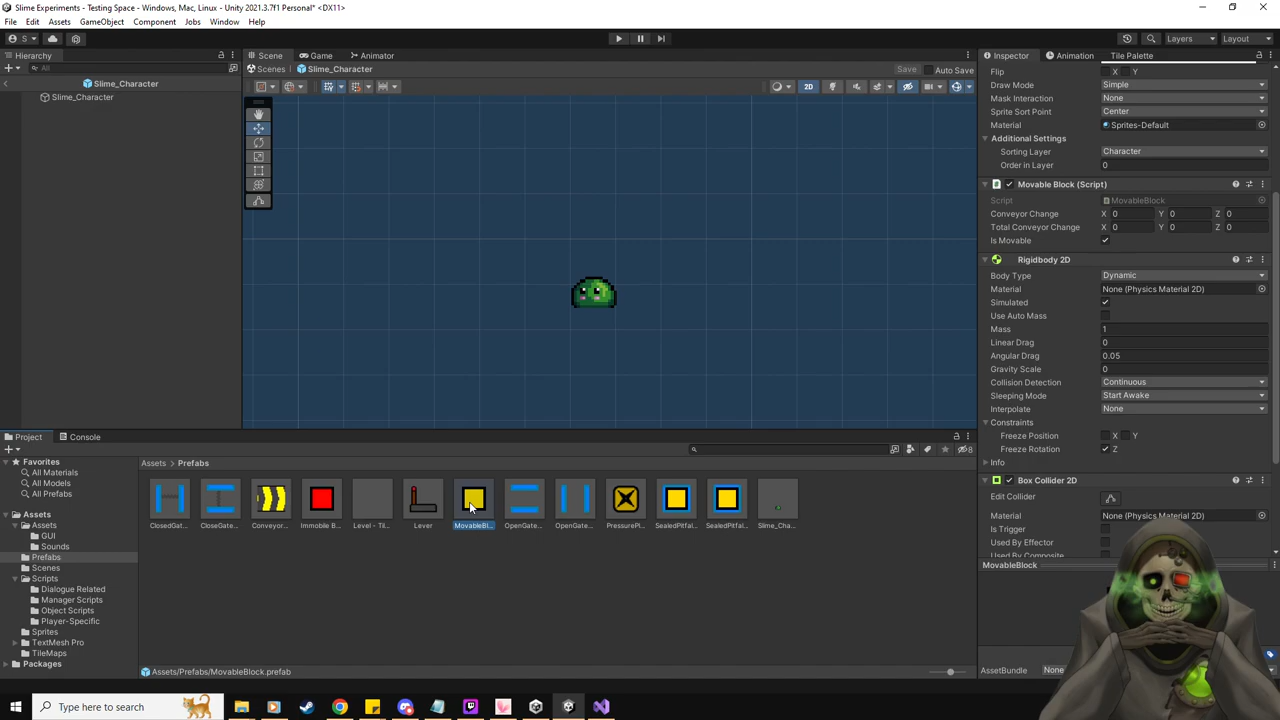 Slime Experiments - Testing Space - Windows, Mac, Linux - Unity 2021.3.7f1 Personal* <DX11>
File Edit Assets GameObject Component Jobs Window Help
S Layers Layout
Hierarchy Scene Game Animator Inspector Animation Tile Palette
All Scenes Slime_Character Save Auto Save
Slime_Character
Slime_Character
2D
Flip X Y
Draw Mode Simple
Mask Interaction None
Sprite Sort Point Center
Material Sprites-Default
Additional Settings
Sorting Layer Character
Order in Layer 0
Movable Block (Script)
Script MovableBlock
Conveyor Change X 0 Y 0 Z 0
Total Conveyor Change X 0 Y 0 Z 0
Is Movable
Rigidbody 2D
Body Type Dynamic
Material None (Physics Material 2D)
Simulated
Use Auto Mass
Mass 1
Linear Drag 0
Angular Drag 0.05
Gravity Scale 0
Collision Detection Continuous
Sleeping Mode Start Awake
Interpolate None
Constraints
Freeze Position X Y
Freeze Rotation Z
Info
Box Collider 2D
Edit Collider
Material None (Physics Material 2D)
Is Trigger
Used By Effector
Used By Composite
MovableBlock
AssetBundle None
Project Console
8
Favorites
All Materials
All Models
All Prefabs
Assets
Assets
GUI
Sounds
Prefabs
Scenes
Scripts
Dialogue Related
Manager Scripts
Object Scripts
Player-Specific
Sprites
TextMesh Pro
TileMaps
Packages
Assets Prefabs
ClosedGat... CloseGate... Conveyor... Immobile B... Level - Til... Lever MovableBl... OpenGate... OpenGate... PressurePl... SealedPitfal... SealedPitfal... Slime_Cha...
Assets/Prefabs/MovableBlock.prefab
Type here to search